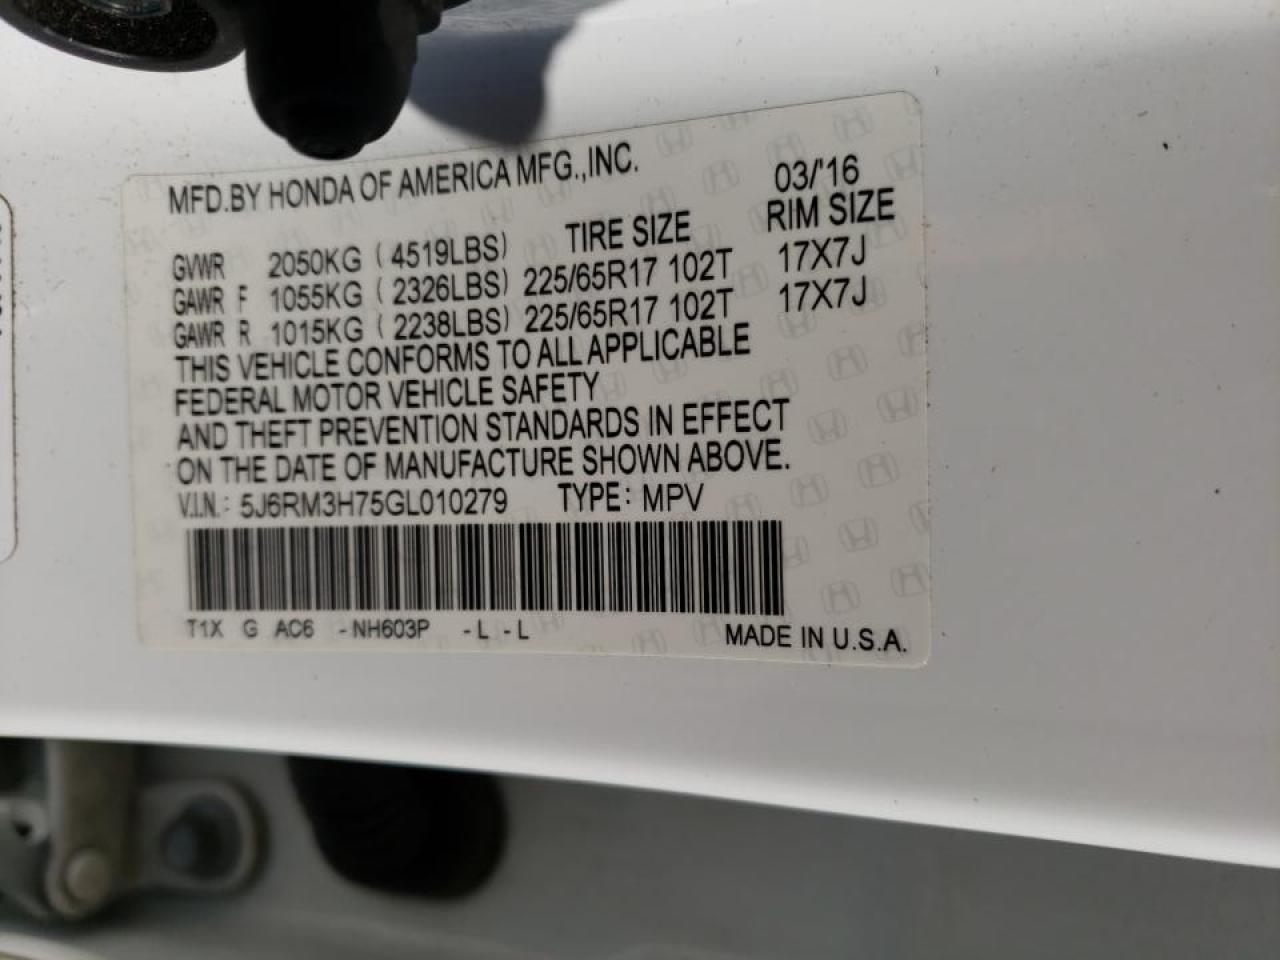 MFD.BY HONDA OF AMERICA MFG.,INC. 03/'16
GVWR 2050KG (4519LBS) TIRE SIZE RIM SIZE
GAWR F 1055KG (2326LBS) 225/65R17 102T 17X7J
GAWR R 1015KG (2238LBS) 225/65R17 102T 17X7J
THIS VEHICLE CONFORMS TO ALL APPLICABLE
FEDERAL MOTOR VEHICLE SAFETY
AND THEFT PREVENTION STANDARDS IN EFFECT
ON THE DATE OF MANUFACTURE SHOWN ABOVE.
V.I.N.: 5J6RM3H75GL010279 TYPE: MPV
T1X G AC6 -NH603P -L -L MADE IN U.S.A.